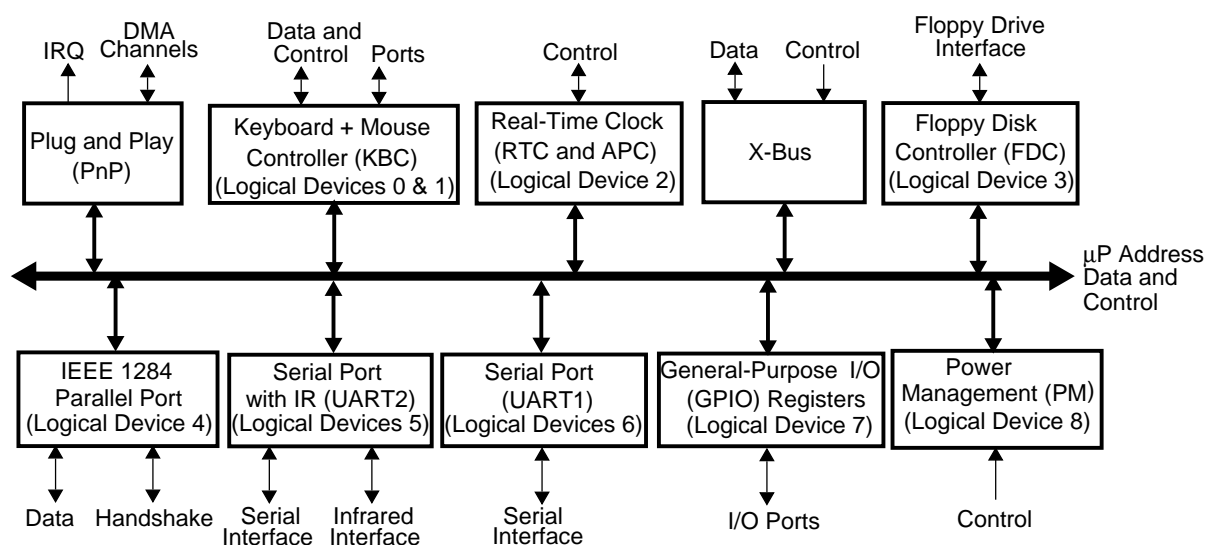 IRQ
DMA
Channels
Data and
Control
Ports
Control
Data
Control
Floppy Drive
Interface
Plug and Play
(PnP)
Keyboard + Mouse
Controller (KBC)
(Logical Devices 0 & 1)
Real-Time Clock
(RTC and APC)
(Logical Device 2)
X-Bus
Floppy Disk
Controller (FDC)
(Logical Device 3)
μP Address
Data and
Control
IEEE 1284
Parallel Port
(Logical Device 4)
Serial Port
with IR (UART2)
(Logical Devices 5)
Serial Port
(UART1)
(Logical Devices 6)
General-Purpose I/O
(GPIO) Registers
(Logical Device 7)
Power
Management (PM)
(Logical Device 8)
Data
Handshake
Serial
Interface
Infrared
Interface
Serial
Interface
I/O Ports
Control